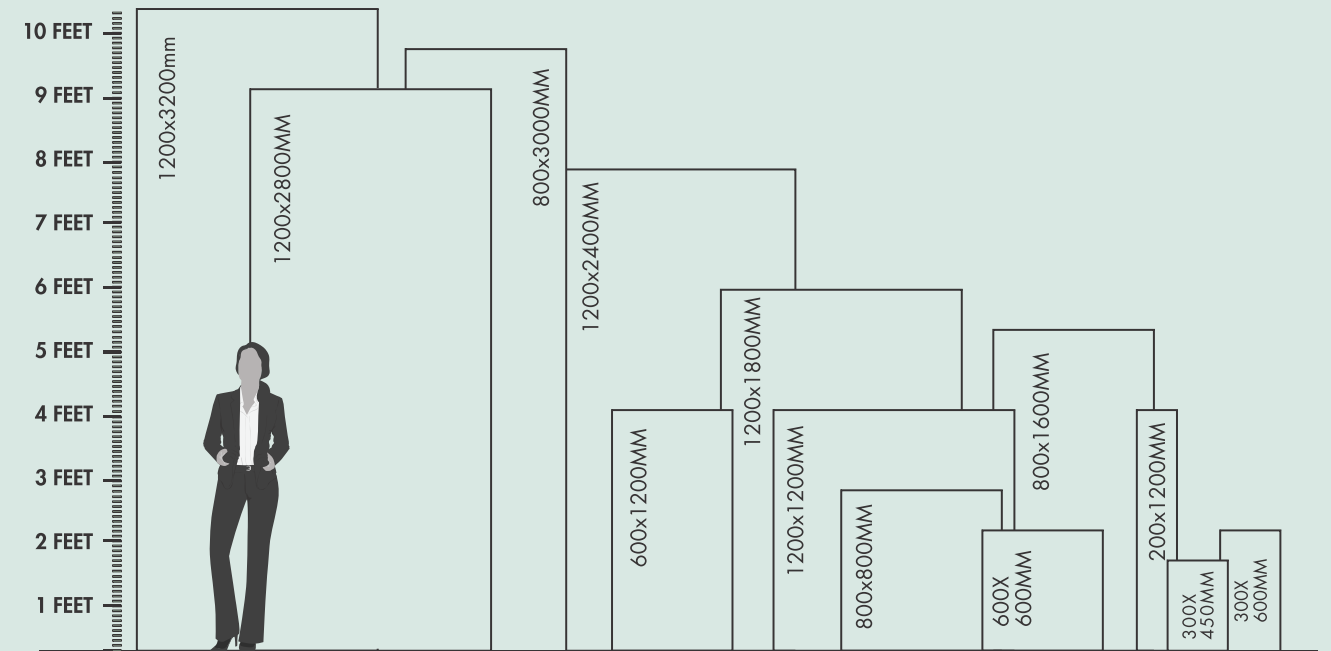 10 FEET
9 FEET
8 FEET
7 FEET
6 FEET
5 FEET
4 FEET
3 FEET
2 FEET
1 FEET
1200x3200mm
1200x2800MM
800x3000MM
1200x2400MM
600x1200MM
1200x1800MM
1200x1200MM
800x800MM
600X
600MM
800x1600MM
200x1200MM
300X
450MM
300X
600MM